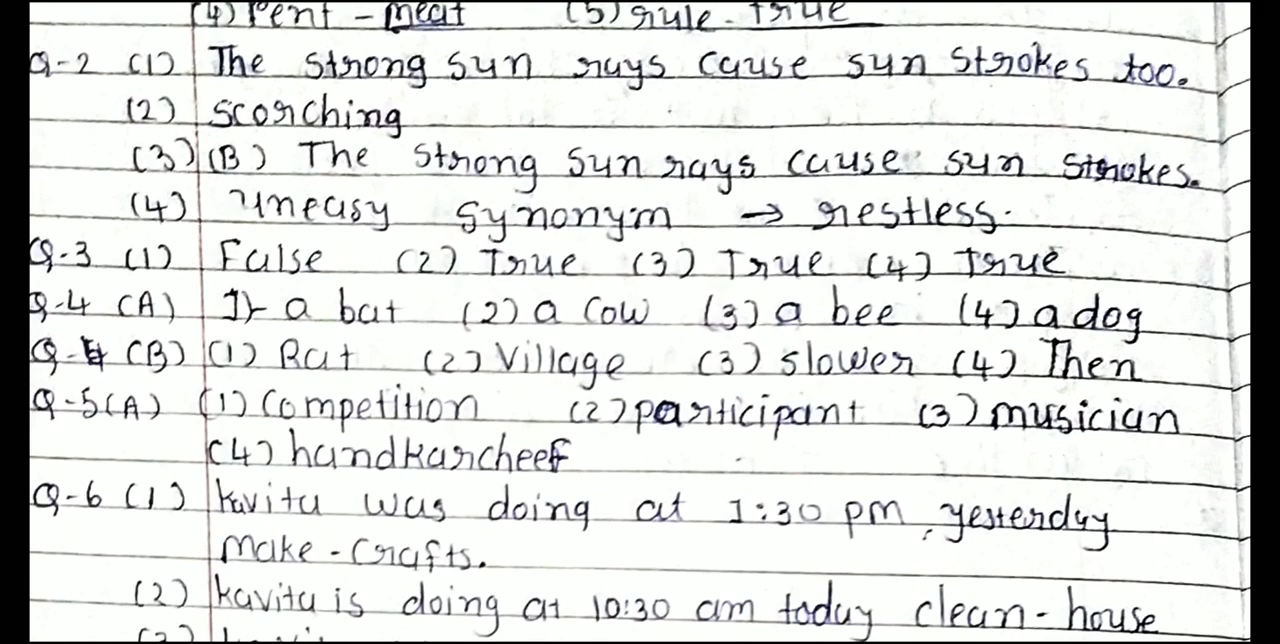 (4) Pent - meat (5) rule - True
Q-2 (1) The strong sun rays cause sun strokes too.
(2) scorching
(3) (B) The strong sun rays cause sun strokes.
(4) uneasy synonym → restless.
Q-3 (1) False (2) True (3) True (4) True
Q-4 (A) 1) a bat (2) a cow (3) a bee (4) a dog
Q-4 (B) (1) Rat (2) Village (3) slower (4) Then
Q-5 (A) (1) Competition (2) participant (3) musician
(4) handkarcheef
Q-6 (1) kavita was doing at 1:30 pm, yesterday
make - crafts.
(2) kavita is doing at 10:30 am today clean - house